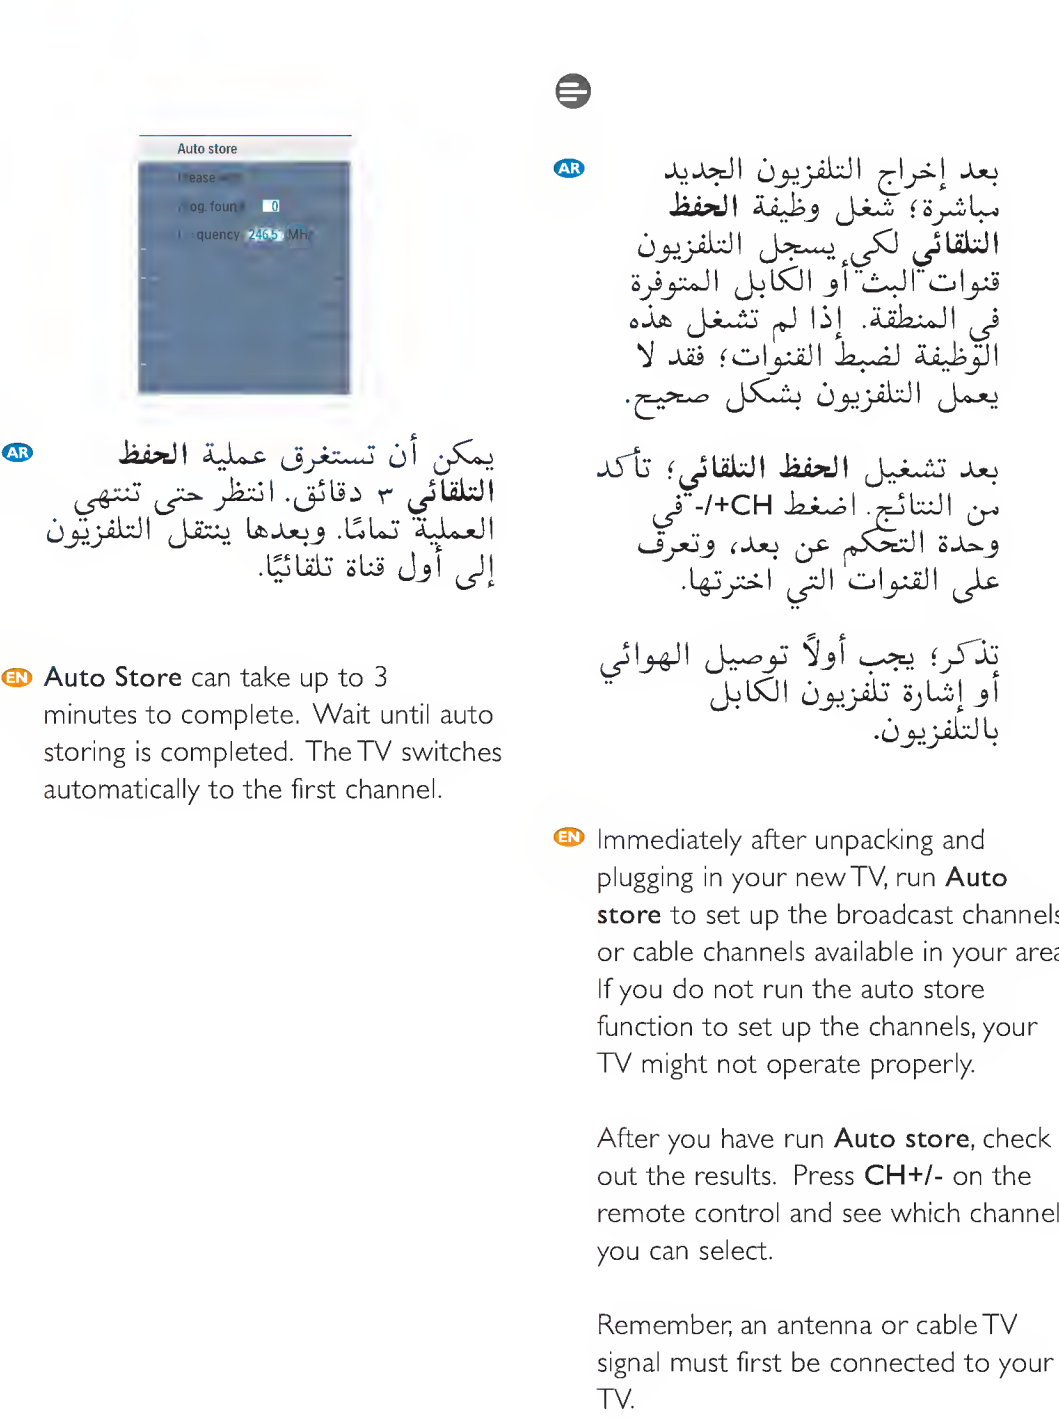 Auto store
0
246.5 MHz
AR
يمكن أن تستغرق عملية الحفظ
التلقائي ٣ دقائق. انتظر حتى تنتهي
العملية تمامًا. وبعدها ينتقل التلفزيون
إلى أول قناة تلقائيًا.
EN Auto Store can take up to 3
minutes to complete. Wait until auto
storing is completed. The TV switches
automatically to the first channel.
AR
بعد إخراج التلفزيون الجديد
مباشرة؛ شغل وظيفة الحفظ
التلقائي لكي يسجل التلفزيون
قنوات البث أو الكابل المتوفرة
في المنطقة. إذا لم تشغل هذه
الوظيفة لضبط القنوات؛ فقد لا
يعمل التلفزيون بشكل صحيح.
بعد تشغيل الحفظ التلقائي؛ تأكد
من النتائج. اضغط CH+/- في
وحدة التحكم عن بعد، وتعرف
على القنوات التي اخترتها.
تذكر؛ يجب أولاً توصيل الهوائي
أو إشارة تلفزيون الكابل
بالتلفزيون.
EN Immediately after unpacking and
plugging in your new TV, run Auto
store to set up the broadcast channels
or cable channels available in your area
If you do not run the auto store
function to set up the channels, your
TV might not operate properly.
After you have run Auto store, check
out the results. Press CH+/- on the
remote control and see which channel
you can select.
Remember, an antenna or cable TV
signal must first be connected to your
TV.